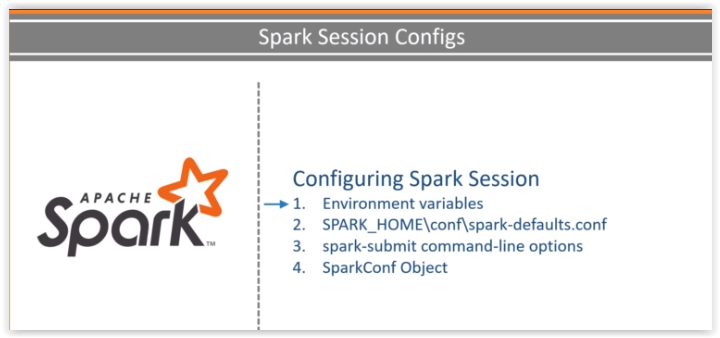 Spark Session Configs
APACHE
Spark™
Configuring Spark Session
1. Environment variables
2. SPARK_HOME\conf\spark-defaults.conf
3. spark-submit command-line options
4. SparkConf Object